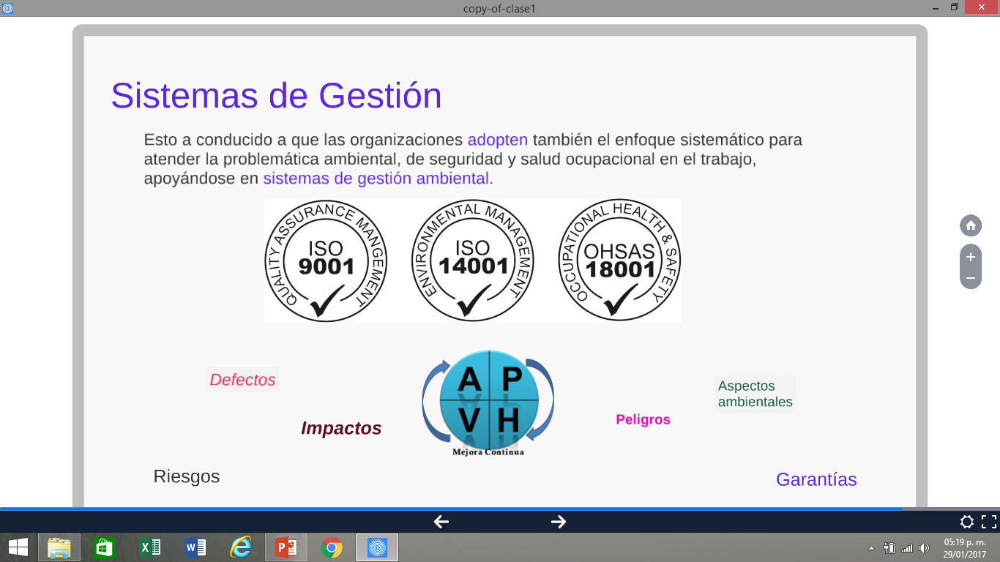 copy-of-clase1
Sistemas de Gestión
Esto a conducido a que las organizaciones adopten también el enfoque sistemático para
atender la problemática ambiental, de seguridad y salud ocupacional en el trabajo,
apoyándose en sistemas de gestión ambiental.
QUALITY ASSURANCE MANGEMENT
ISO
9001
ENVIRONMENTAL MANAGEMENT
ISO
14001
OCCUPATIONAL HEALTH & SAFETY
OHSAS
18001
Defectos
Impactos
Riesgos
A P
V H
Mejora Continua
Peligros
Aspectos
ambientales
Garantías
05:19 p. m.
29/01/2017